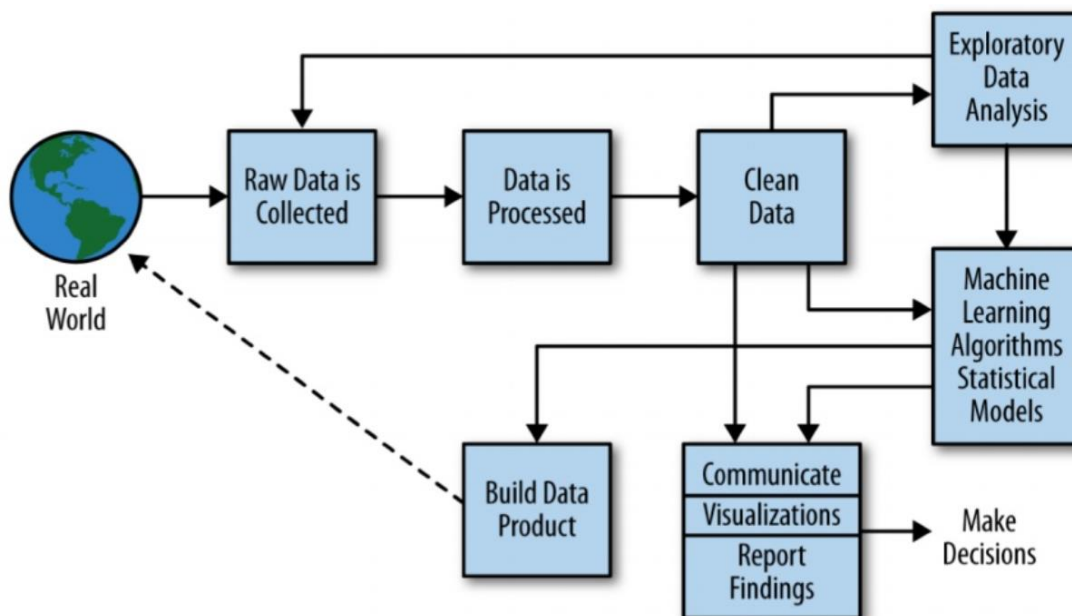 Exploratory
Data
Analysis
Raw Data is
Collected
Data is
Processed
Clean
Data
Real
World
Machine
Learning
Algorithms
Statistical
Models
Build Data
Product
Communicate
Visualizations
Report
Findings
Make
Decisions